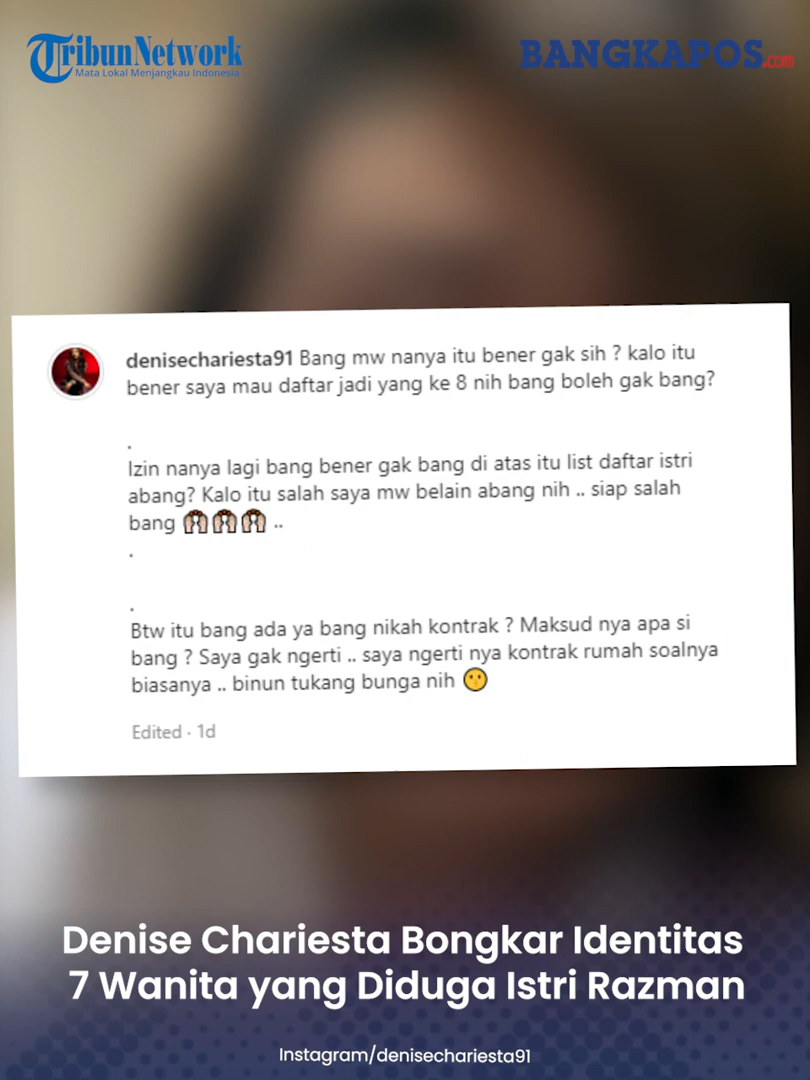 TribunNetwork
Mata Lokal Menjangkau Indonesia
BANGKAPOS.com
denisechariesta91 Bang mw nanya itu bener gak sih ? kalo itu
bener saya mau daftar jadi yang ke 8 nih bang boleh gak bang?
.
Izin nanya lagi bang bener gak bang di atas itu list daftar istri
abang? Kalo itu salah saya mw belain abang nih .. siap salah
bang 🙌🙌🙌 ..
.
.
Btw itu bang ada ya bang nikah kontrak ? Maksud nya apa si
bang ? Saya gak ngerti .. saya ngerti nya kontrak rumah soalnya
biasanya .. binun tukang bunga nih 😗
Edited · 1d
Denise Chariesta Bongkar Identitas
7 Wanita yang Diduga Istri Razman
Instagram/denisechariesta91